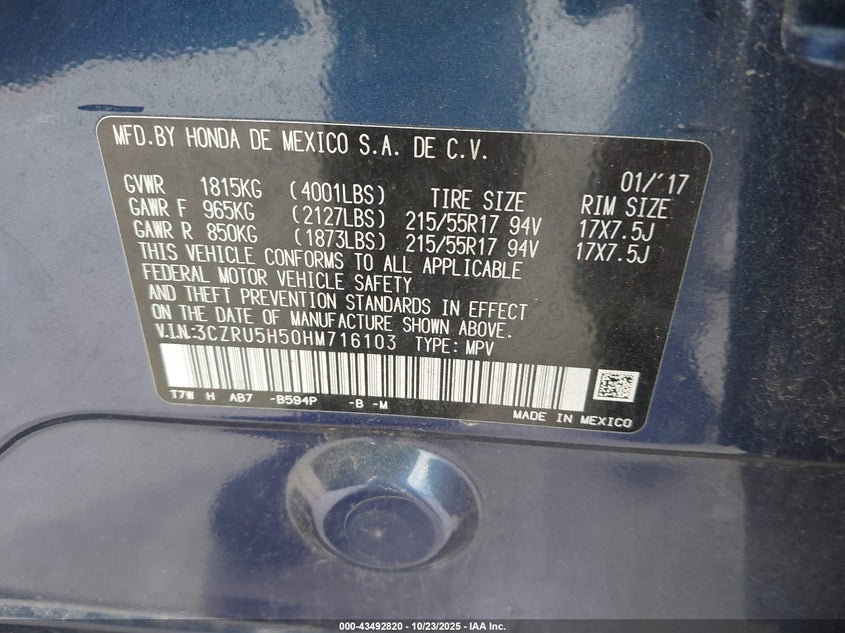 MFD.BY HONDA DE MEXICO S.A. DE C.V.
01/'17
GVWR 1815KG (4001LBS) TIRE SIZE RIM SIZE
GAWR F 965KG (2127LBS) 215/55R17 94V 17X7.5J
GAWR R 850KG (1873LBS) 215/55R17 94V 17X7.5J
THIS VEHICLE CONFORMS TO ALL APPLICABLE
FEDERAL MOTOR VEHICLE SAFETY
AND THEFT PREVENTION STANDARDS IN EFFECT
ON THE DATE OF MANUFACTURE SHOWN ABOVE.
V.I.N:3CZRU5H50HM716103 TYPE: MPV
T7W H AB7 -B594P -B -M
MADE IN MEXICO
000-43492820 | 10/23/2025 - IAA Inc.